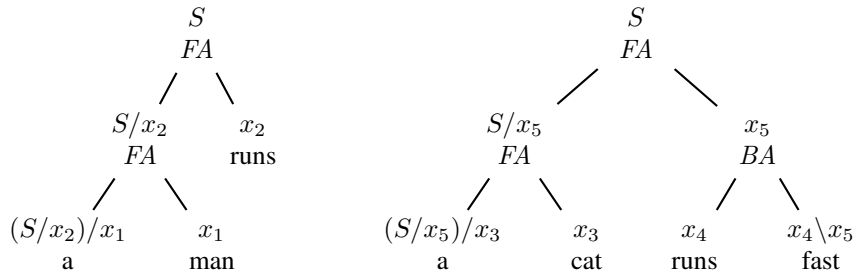 S S
FA FA
S/x₂ x₂ S/x₅ x₅
FA runs FA BA
(S/x₂)/x₁ x₁ (S/x₅)/x₃ x₃ x₄ x₄\x₅
a man a cat runs fast